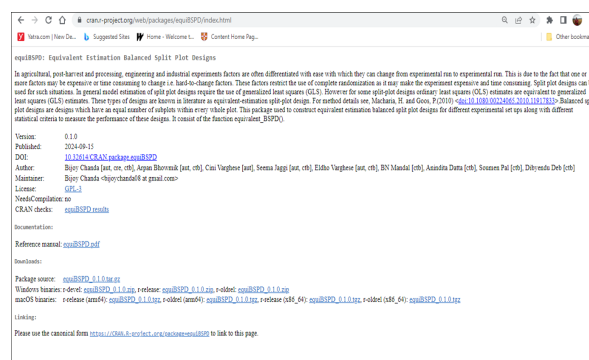 cran.r-project.org/web/packages/equiBSPD/index.html
Yatra.com | New De... Suggested Sites Home - Welcome t... Content Home Pag... Other bookma
equiBSPD: Equivalent Estimation Balanced Split Plot Designs
In agricultural, post-harvest and processing, engineering and industrial experiments factors are often differentiated with ease with which they can change from experimental run to experimental run. This is due to the fact that one or
more factors may be expensive or time consuming to change i.e. hard-to-change factors. These factors restrict the use of complete randomization as it may make the experiment expensive and time consuming. Split plot designs can
used for such situations. In general model estimation of split plot designs require the use of generalized least squares (GLS). However for some split-plot designs ordinary least squares (OLS) estimates are equivalent to generalized
least squares (GLS) estimates. These types of designs are known in literature as equivalent-estimation split-plot design. For method details see, Macharia, H. and Goos, P.(2010) <doi:10.1080/00224065.2010.11917833>.Balanced sp
plot designs are designs which have an equal number of subplots within every whole plot. This package used to construct equivalent estimation balanced split plot designs for different experimental set ups along with different
statistical criteria to measure the performance of these designs. It consist of the function equivalent_BSPD().
Version: 0.1.0
Published: 2024-09-15
DOI: 10.32614/CRAN.package.equiBSPD
Author: Bijoy Chanda [aut, cre, ctb], Arpan Bhowmik [aut, ctb], Cini Varghese [aut], Seema Jaggi [aut, ctb], Eldho Varghese [aut, ctb], BN Mandal [ctb], Anindita Datta [ctb], Soumen Pal [ctb], Dibyendu Deb [ctb]
Maintainer: Bijoy Chanda <bijoychanda08 at gmail.com>
License: GPL-3
NeedsCompilation: no
CRAN checks: equiBSPD results
Documentation:
Reference manual: equiBSPD.pdf
Downloads:
Package source: equiBSPD_0.1.0.tar.gz
Windows binaries: r-devel: equiBSPD_0.1.0.zip, r-release: equiBSPD_0.1.0.zip, r-oldrel: equiBSPD_0.1.0.zip
macOS binaries: r-release (arm64): equiBSPD_0.1.0.tgz, r-oldrel (arm64): equiBSPD_0.1.0.tgz, r-release (x86_64): equiBSPD_0.1.0.tgz, r-oldrel (x86_64): equiBSPD_0.1.0.tgz
Linking:
Please use the canonical form https://CRAN.R-project.org/package=equiBSPD to link to this page.